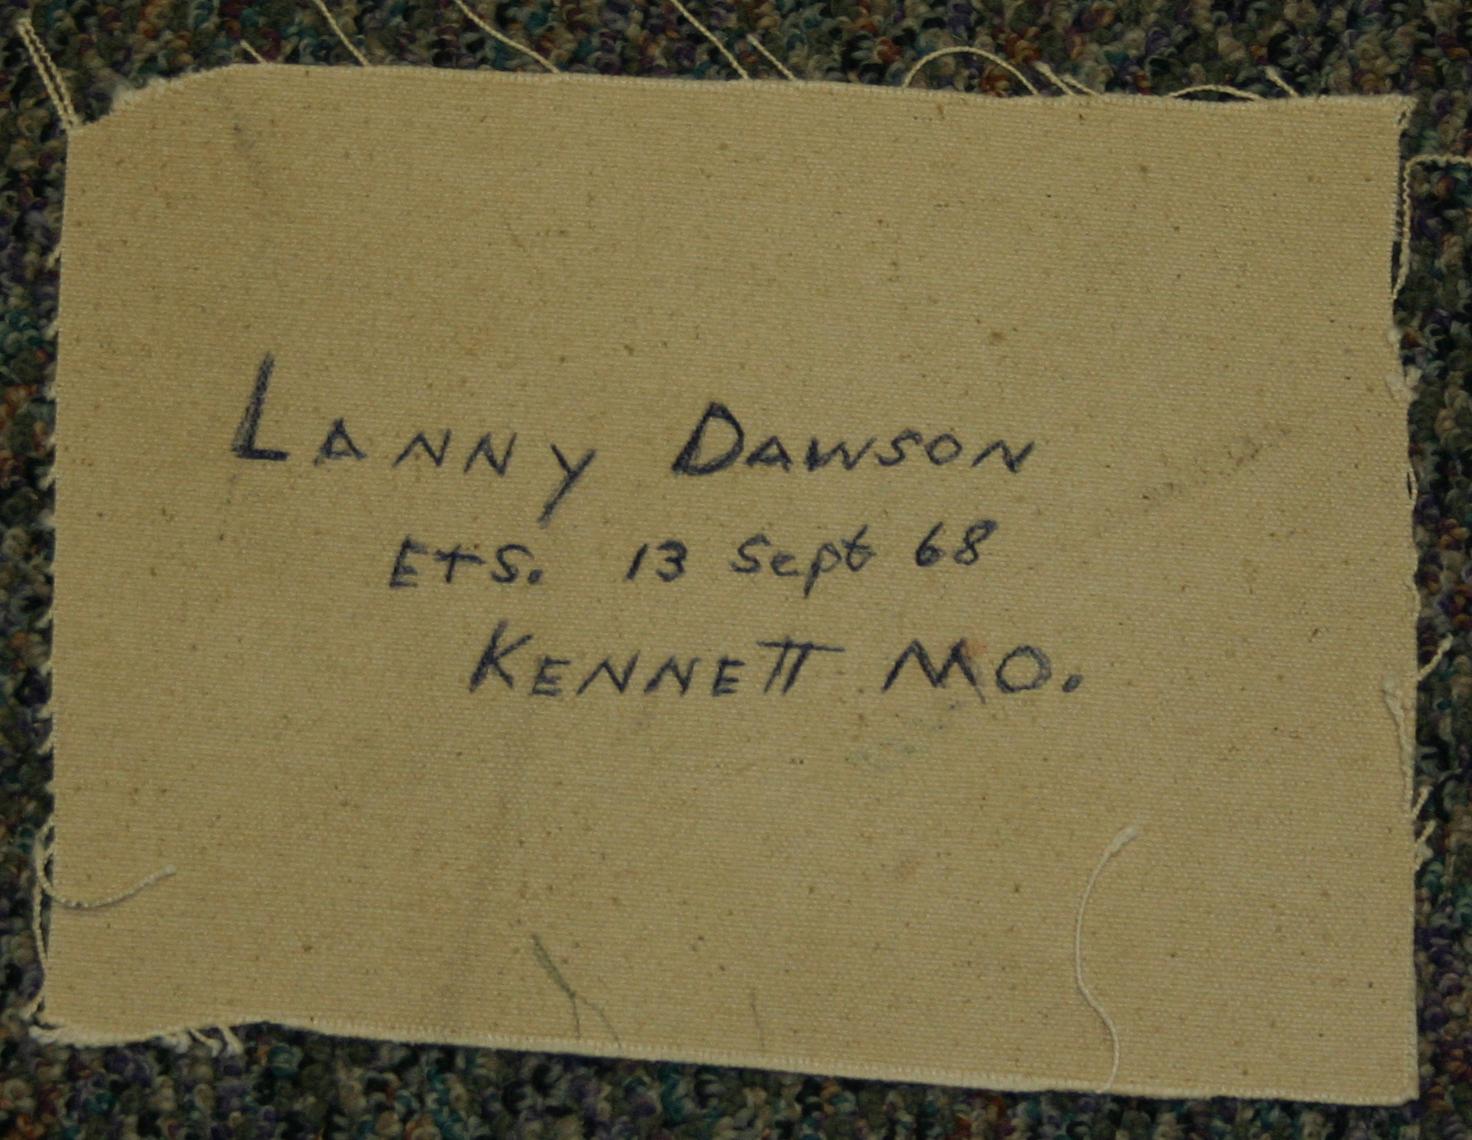 Lanny Dawson
Ets. 13 Sept 68
Kennett Mo.